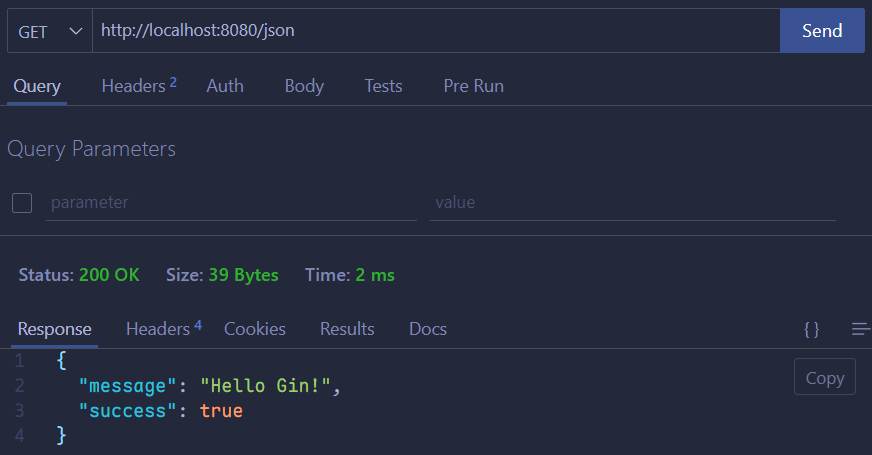 GET http://localhost:8080/json Send
Query Headers 2 Auth Body Tests Pre Run
Query Parameters
parameter value
Status: 200 OK Size: 39 Bytes Time: 2 ms
Response Headers 4 Cookies Results Docs {}
1 {
Copy
2 "message": "Hello Gin!",
3 "success": true
4 }